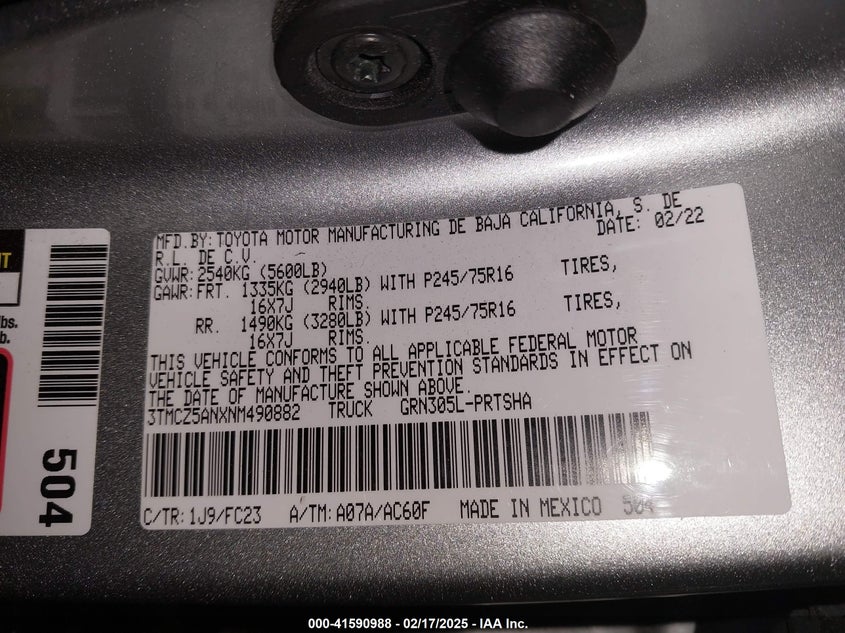 MFD.BY: TOYOTA MOTOR MANUFACTURING DE BAJA CALIFORNIA, S. DE
R.L. DE C.V. DATE: 02/22
GVWR: 2540KG (5600LB)
GAWR: FRT. 1335KG (2940LB) WITH P245/75R16 TIRES,
16X7J RIMS.
RR. 1490KG (3280LB) WITH P245/75R16 TIRES,
16X7J RIMS.
THIS VEHICLE CONFORMS TO ALL APPLICABLE FEDERAL MOTOR
VEHICLE SAFETY AND THEFT PREVENTION STANDARDS IN EFFECT ON
THE DATE OF MANUFACTURE SHOWN ABOVE.
3TMCZ5ANXNM490882 TRUCK GRN305L-PRTSHA
C/TR: 1J9/FC23 A/TM: A07A/AC60F MADE IN MEXICO 504
lbs.
b.
504
000-41590988 - 02/17/2025 - IAA Inc.